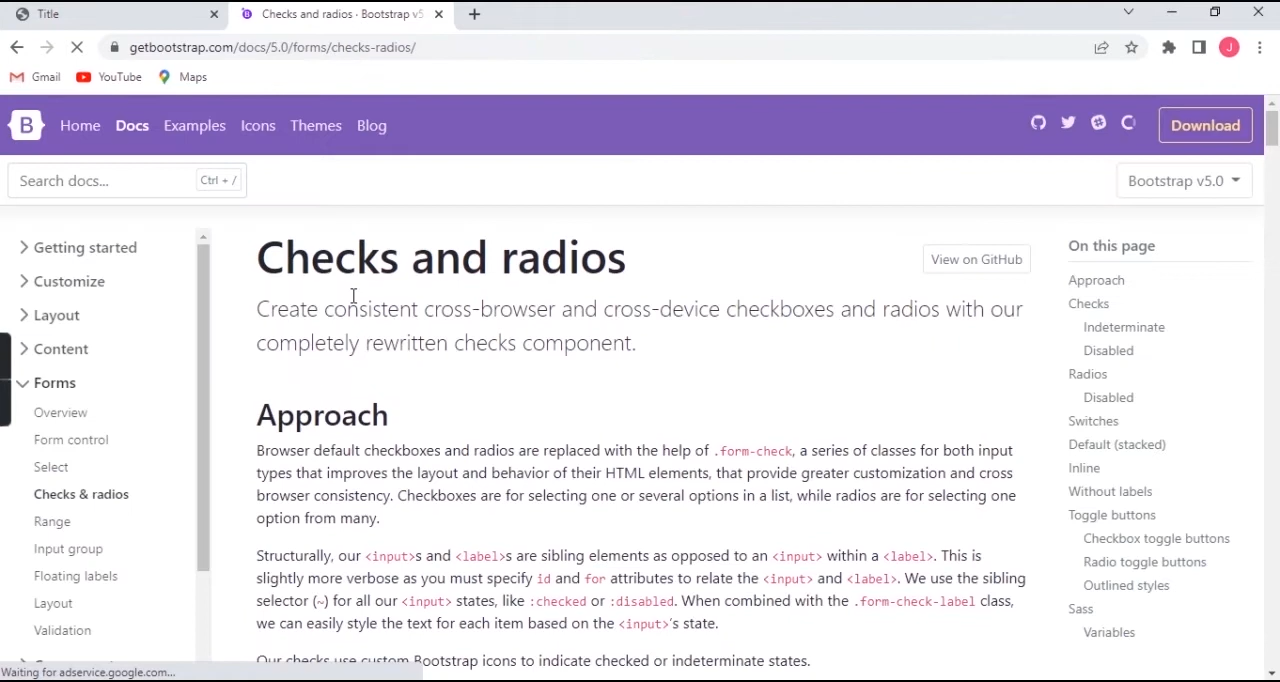 Title
Checks and radios · Bootstrap v5
getbootstrap.com/docs/5.0/forms/checks-radios/
J
Gmail YouTube Maps
B Home Docs Examples Icons Themes Blog Download
Search docs... Ctrl + / Bootstrap v5.0
Getting started
Customize
Layout
Content
Forms
Overview
Form control
Select
Checks & radios
Range
Input group
Floating labels
Layout
Validation
Checks and radios
View on GitHub
Create consistent cross-browser and cross-device checkboxes and radios with our
completely rewritten checks component.
Approach
Browser default checkboxes and radios are replaced with the help of .form-check, a series of classes for both input
types that improves the layout and behavior of their HTML elements, that provide greater customization and cross
browser consistency. Checkboxes are for selecting one or several options in a list, while radios are for selecting one
option from many.
Structurally, our <input>s and <label>s are sibling elements as opposed to an <input> within a <label>. This is
slightly more verbose as you must specify id and for attributes to relate the <input> and <label>. We use the sibling
selector (~) for all our <input> states, like :checked or :disabled. When combined with the .form-check-label class,
we can easily style the text for each item based on the <input>'s state.
Our checks use custom Bootstrap icons to indicate checked or indeterminate states.
On this page
Approach
Checks
Indeterminate
Disabled
Radios
Disabled
Switches
Default (stacked)
Inline
Without labels
Toggle buttons
Checkbox toggle buttons
Radio toggle buttons
Outlined styles
Sass
Variables
Waiting for adservice.google.com...